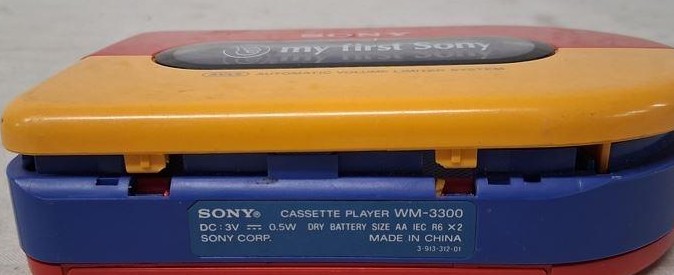 SONY
my first Sony
AVLS AUTOMATIC VOLUME LIMITER SYSTEM
SONY® CASSETTE PLAYER WM-3300
DC : 3V ⎓ 0.5W DRY BATTERY SIZE AA IEC R6 ×2
SONY CORP. MADE IN CHINA
3-913-312-01